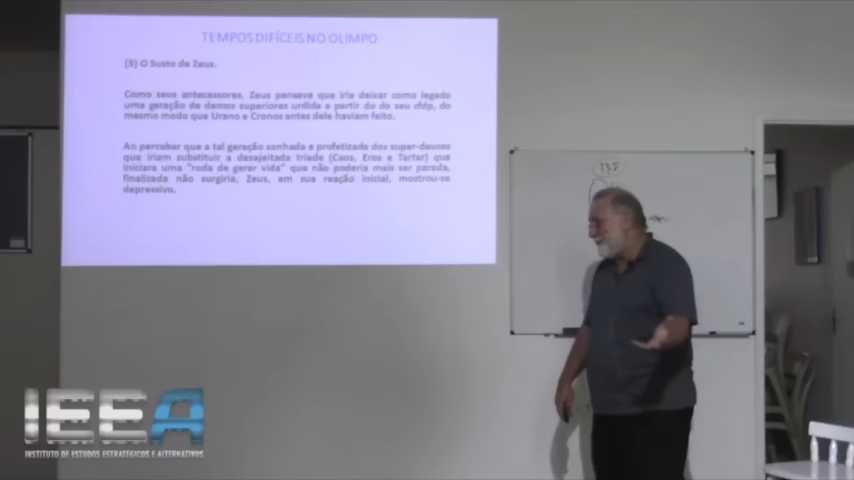 TEMPOS DIFÍCEIS NO OLIMPO
(5) O Susto de Zeus.
Como seus antecessores, Zeus pensava que iria deixar como legado
uma geração de demos superiores urdida a partir do do seu cfdp, do
mesmo modo que Urano e Cronos antes dele haviam feito.
Ao perceber que a tal geração sonhada e profetizada dos super-deuses
que iriam substituir a desajeitada tríade (Caos, Eros e Tartar) que
iniciara uma "roda de gerar vida" que não poderia mais ser parada,
finalizada não surgiria, Zeus, em sua reação inicial, mostrou-se
depressivo.
IEEA
INSTITUTO DE ESTUDOS ESTRATÉGICOS E ALTERNATIVOS